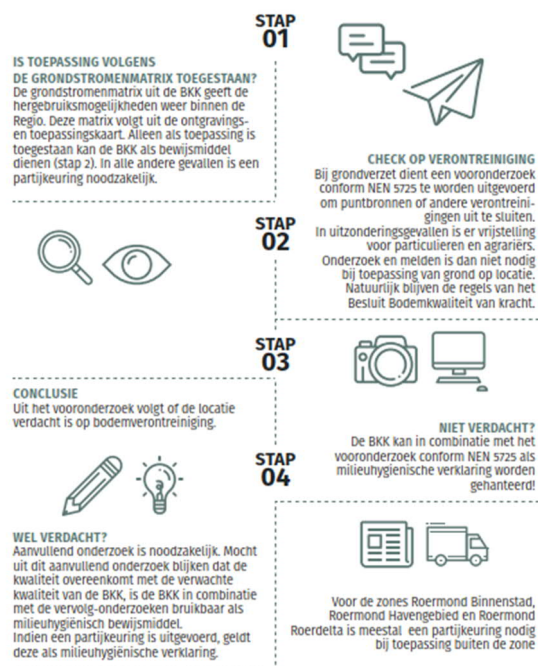 STAP
01
IS TOEPASSING VOLGENS
DE GRONDSTROMENMATRIX TOEGESTAAN?
De grondstromenmatrix uit de BKK geeft de
hergebruiksmogelijkheden weer binnen de
Regio. Deze matrix volgt uit de ontgravings-
en toepassingskaart. Alleen als toepassing is
toegestaan kan de BKK als bewijsmiddel
dienen (stap 2). In alle andere gevallen is een
partijkeuring noodzakelijk.
STAP
02
CHECK OP VERONTREINIGING
Bij grondverzet dient een vooronderzoek
conform NEN 5725 te worden uitgevoerd
om puntbronnen of andere verontreini-
gingen uit te sluiten.
In uitzonderingsgevallen is er vrijstelling
voor particulieren en agrariërs.
Onderzoek en melden is dan niet nodig
bij toepassing van grond op locatie.
Natuurlijk blijven de regels van het
Besluit Bodemkwaliteit van kracht.
STAP
03
CONCLUSIE
Uit het vooronderzoek volgt of de locatie
verdacht is op bodemverontreiniging.
NIET VERDACHT?
De BKK kan in combinatie met het
vooronderzoek conform NEN 5725 als
milieuhygienische verklaring worden
gehanteerd!
STAP
04
WEL VERDACHT?
Aanvullend onderzoek is noodzakelijk. Mocht
uit dit aanvullend onderzoek blijken dat de
kwaliteit overeenkomt met de verwachte
kwaliteit van de BKK, is de BKK in combinatie
met de vervolg-onderzoeken bruikbaar als
milieuhygiënisch bewijsmiddel.
Indien een partijkeuring is uitgevoerd, geldt
deze als milieuhygiënische verklaring.
Voor de zones Roermond Binnenstad,
Roermond Havengebied en Roermond
Roerdelta is meestal een partijkeuring nodig
bij toepassing buiten de zone